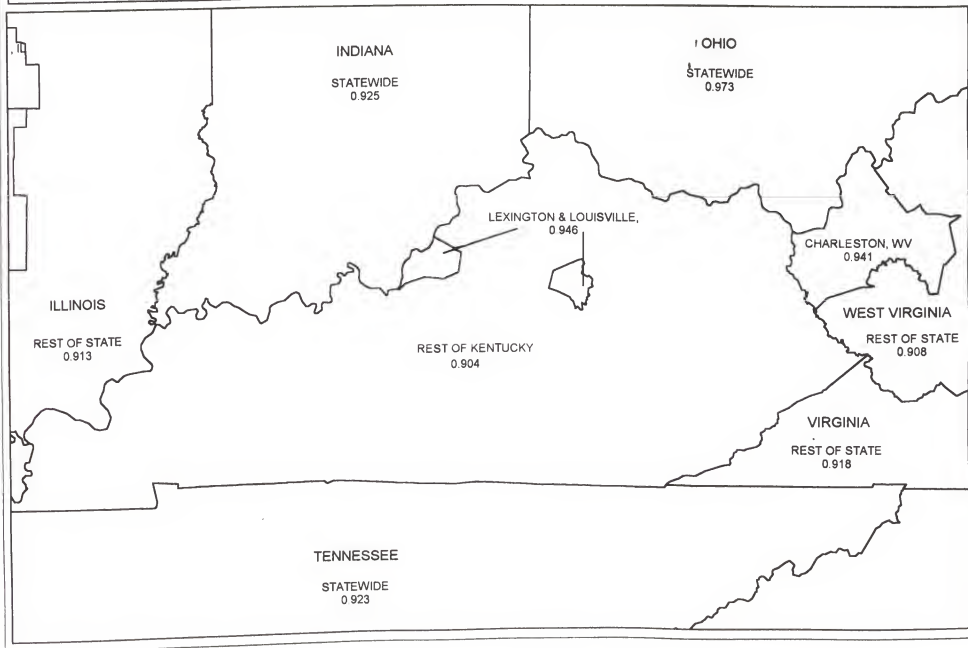 INDIANA
STATEWIDE
0.925
OHIO
STATEWIDE
0.973
LEXINGTON & LOUISVILLE,
0.946
CHARLESTON, WV
0.941
ILLINOIS
REST OF STATE
0.913
WEST VIRGINIA
REST OF STATE
0.908
REST OF KENTUCKY
0.904
VIRGINIA
REST OF STATE
0.918
TENNESSEE
STATEWIDE
0 923